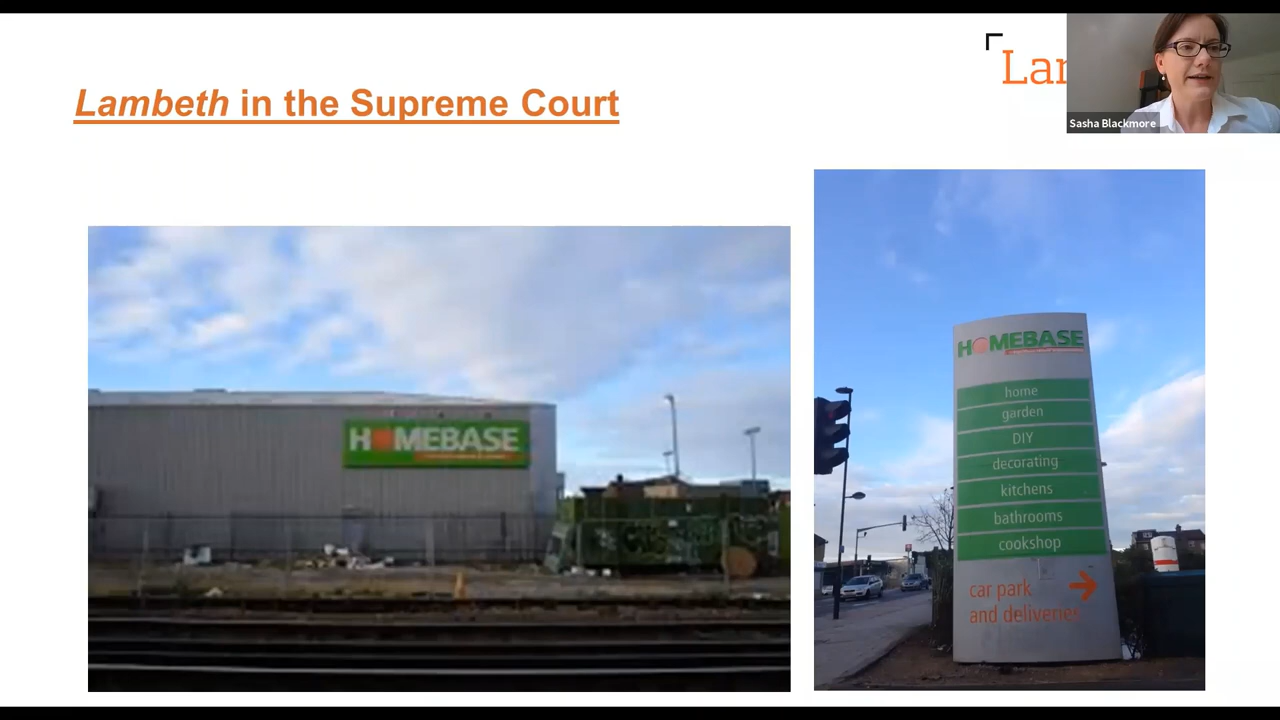 Lambeth in the Supreme Court
Lan
Sasha Blackmore
HOMEBASE
HOMEBASE
home
garden
DIY
decorating
kitchens
bathrooms
cookshop
car park
and deliveries